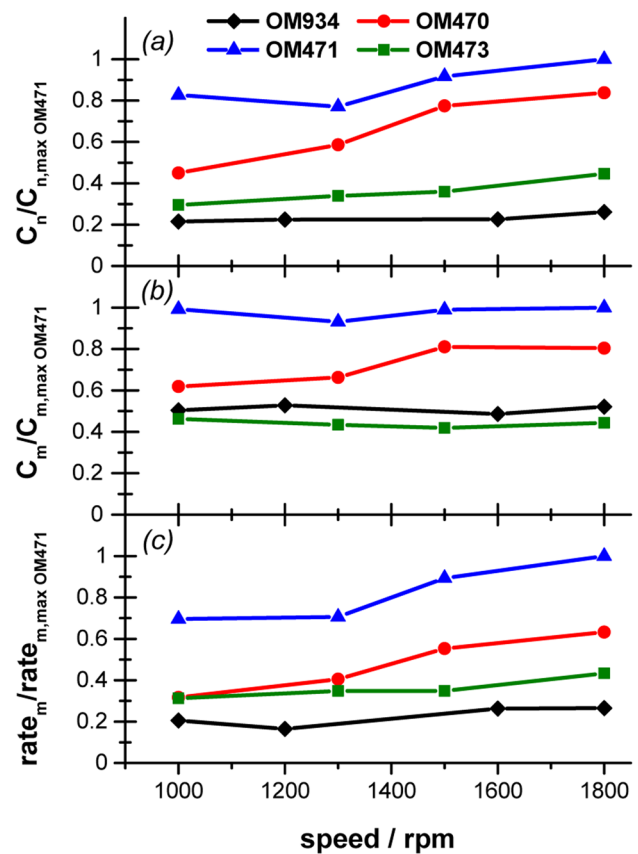 OM934 OM470
OM471 OM473
(a)
1
0.8
0.6
0.4
0.2
0
Cn/Cn,max OM471
(b)
1
0.8
0.6
0.4
0.2
0
Cm/Cm,max OM471
(c)
1
0.8
0.6
0.4
0.2
0
ratem/ratem,max OM471
1000 1200 1400 1600 1800
speed / rpm